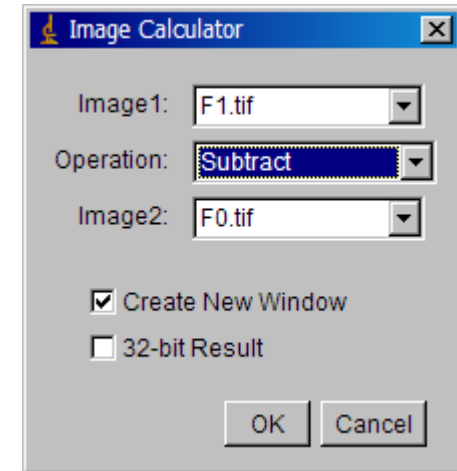 Image Calculator
Image1: F1.tif
Operation: Subtract
Image2: F0.tif
Create New Window
32-bit Result
OK Cancel